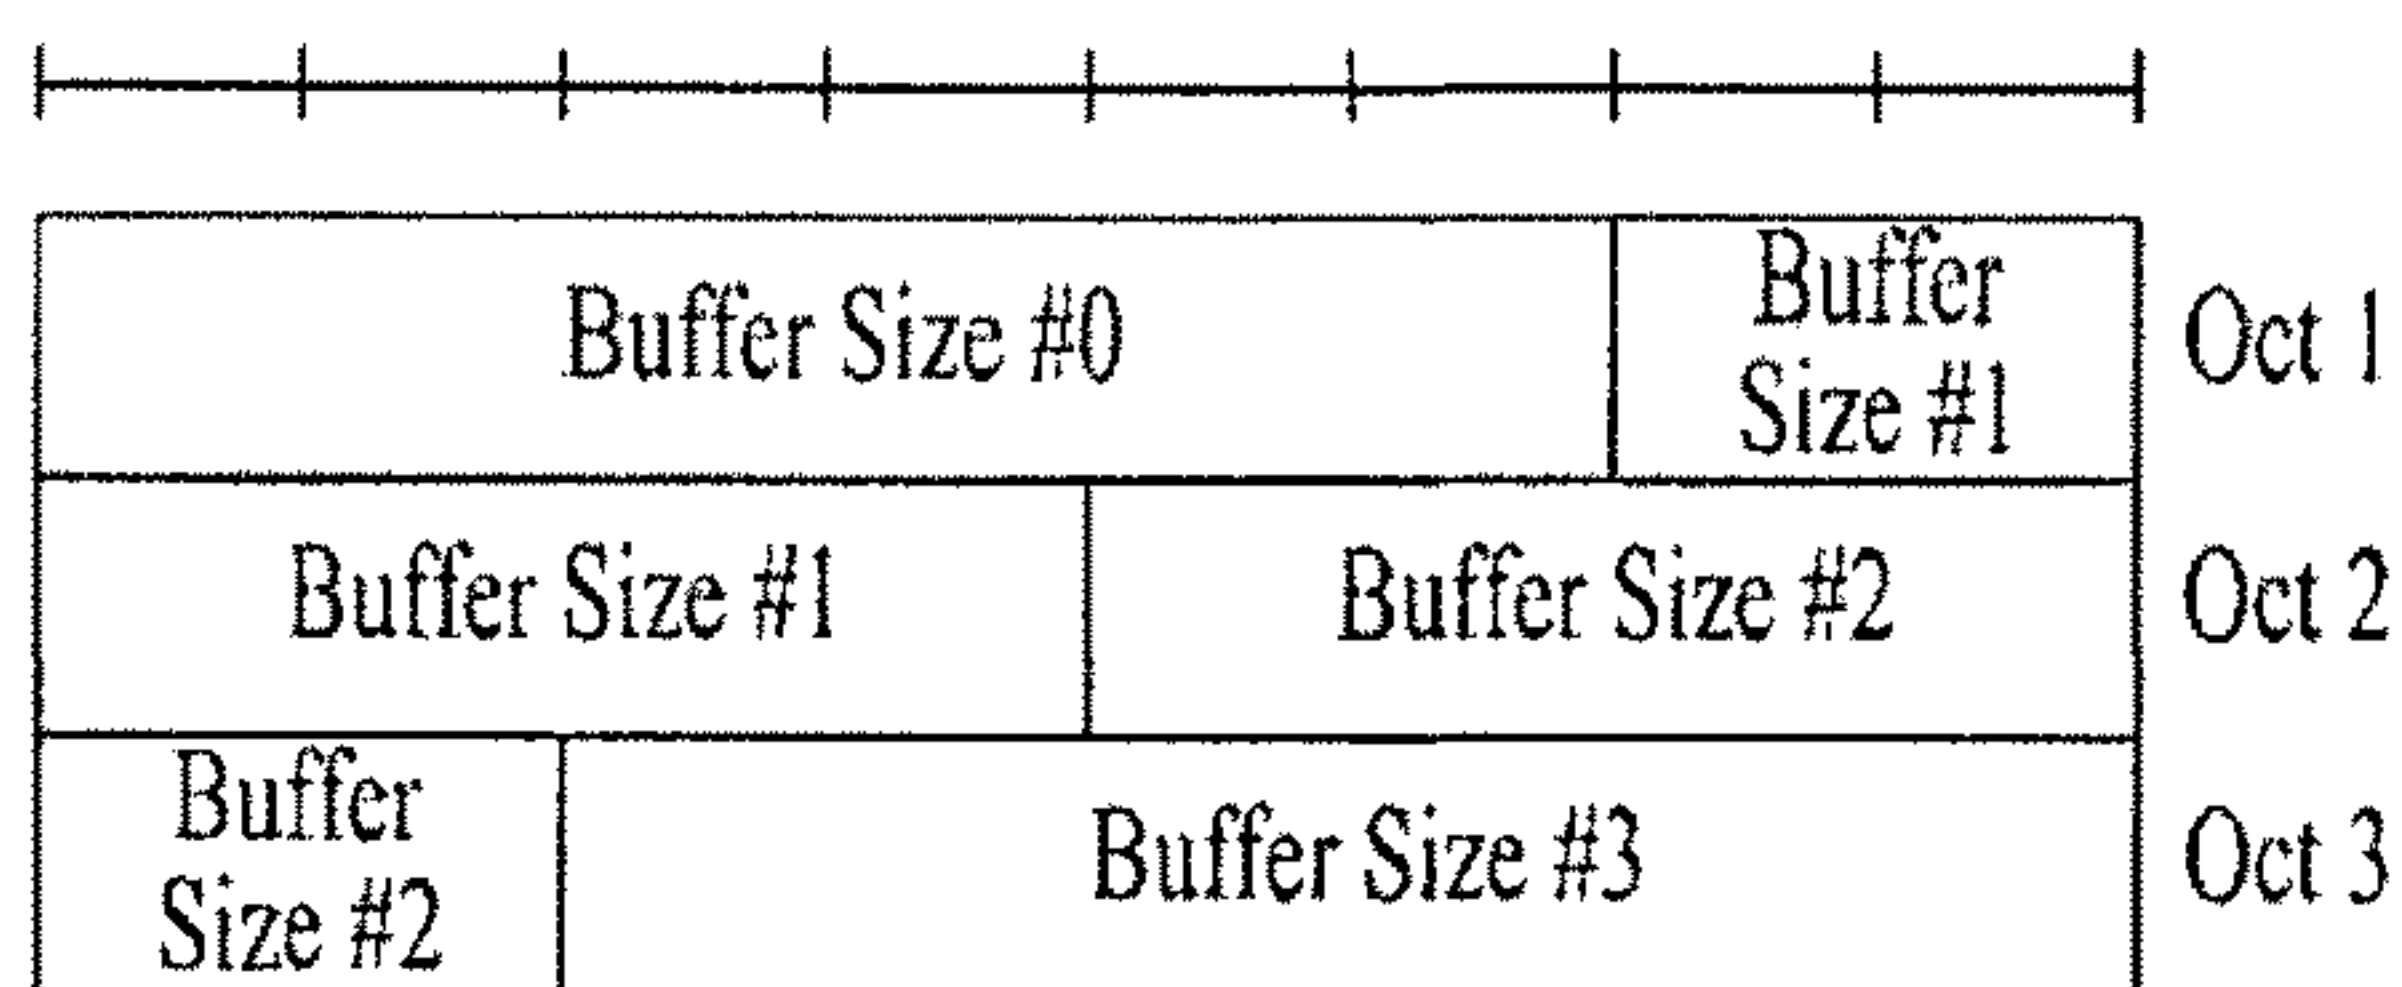 Buffer Size #0
Buffer
Size #1
Oct 1
Buffer Size #1
Buffer Size #2
Oct 2
Buffer
Size #2
Buffer Size #3
Oct 3